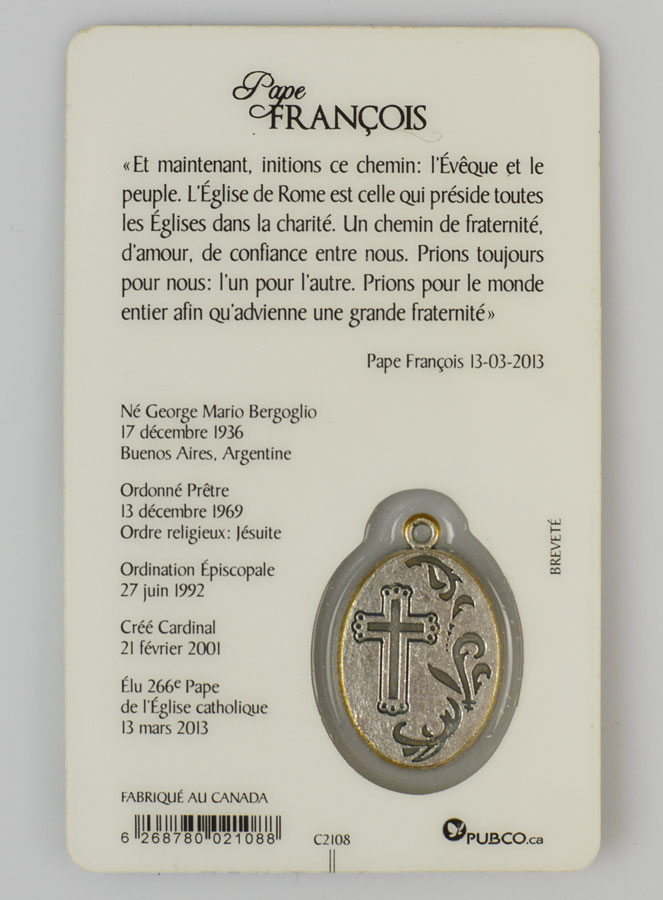 Pape
FRANÇOIS
«Et maintenant, initions ce chemin: l'Évêque et le
peuple. L'Église de Rome est celle qui préside toutes
les Églises dans la charité. Un chemin de fraternité,
d'amour, de confiance entre nous. Prions toujours
pour nous: l'un pour l'autre. Prions pour le monde
entier afin qu'advienne une grande fraternité»
Pape François 13-03-2013
Né George Mario Bergoglio
17 décembre 1936
Buenos Aires, Argentine
Ordonné Prêtre
13 décembre 1969
Ordre religieux: Jésuite
Ordination Épiscopale
27 juin 1992
Créé Cardinal
21 février 2001
Élu 266e Pape
de l'Église catholique
13 mars 2013
BREVETÉ
FABRIQUÉ AU CANADA
6 268780 021088
C2108
PUBCO.ca